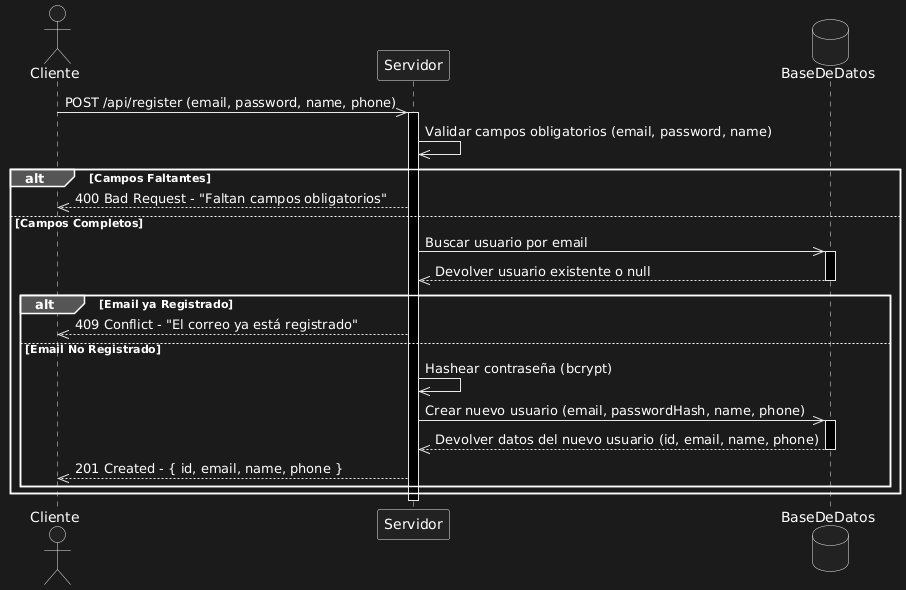 Cliente
Servidor
BaseDeDatos
POST /api/register (email, password, name, phone)
Validar campos obligatorios (email, password, name)
alt [Campos Faltantes]
400 Bad Request - "Faltan campos obligatorios"
[Campos Completos]
Buscar usuario por email
Devolver usuario existente o null
alt [Email ya Registrado]
409 Conflict - "El correo ya está registrado"
[Email No Registrado]
Hashear contraseña (bcrypt)
Crear nuevo usuario (email, passwordHash, name, phone)
Devolver datos del nuevo usuario (id, email, name, phone)
201 Created - { id, email, name, phone }
Cliente
Servidor
BaseDeDatos